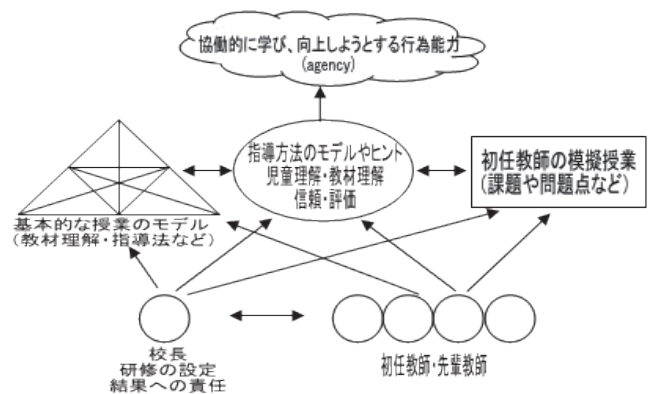 協働的に学び、向上しようとする行為能力
(agency)
指導方法のモデルやヒント
児童理解・教材理解
信頼・評価
初任教師の模擬授業
(課題や問題点など)
基本的な授業のモデル
(教材理解・指導法など)
校長
研修の設定
結果への責任
初任教師・先輩教師